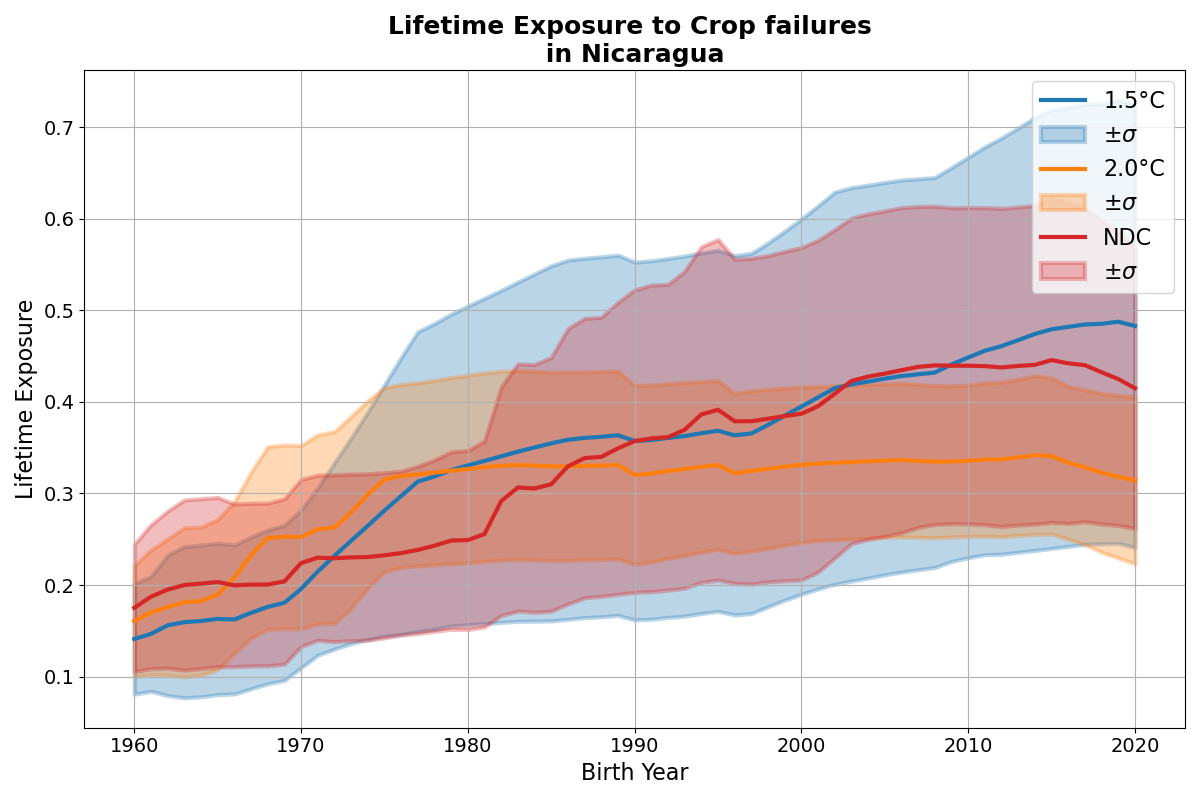 Lifetime Exposure to Crop failures
in Nicaragua
0.7
0.6
0.5
0.4
0.3
0.2
0.1
Lifetime Exposure
1960 1970 1980 1990 2000 2010 2020
Birth Year
1.5°C
±σ
2.0°C
±σ
NDC
±σ